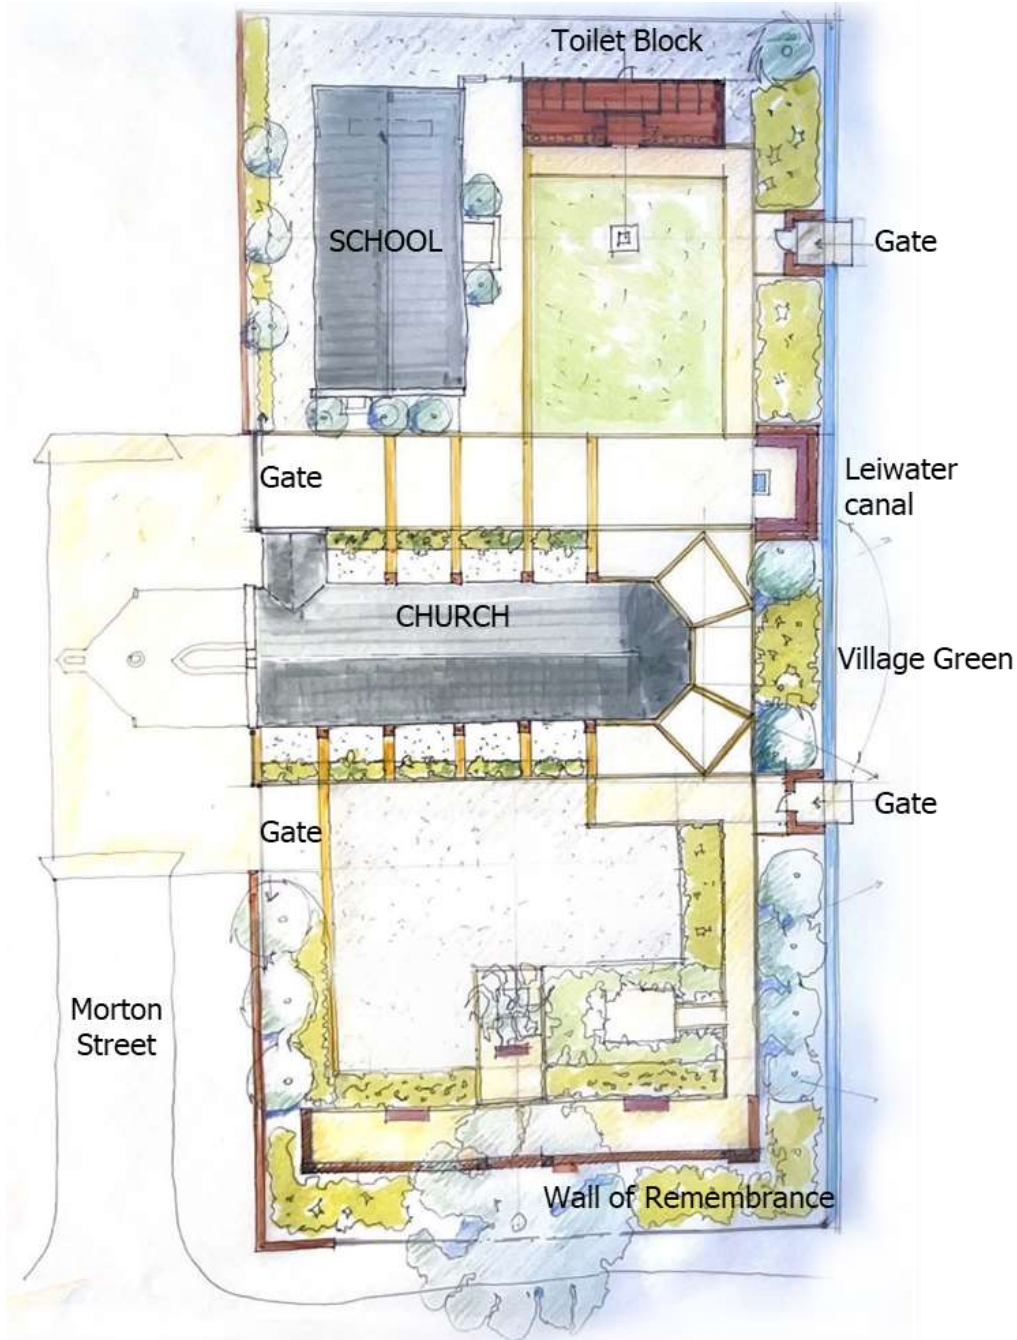 Toilet Block
SCHOOL
Gate
Gate
Leiwater
canal
CHURCH
Village Green
Gate
Gate
Morton
Street
Wall of Remembrance